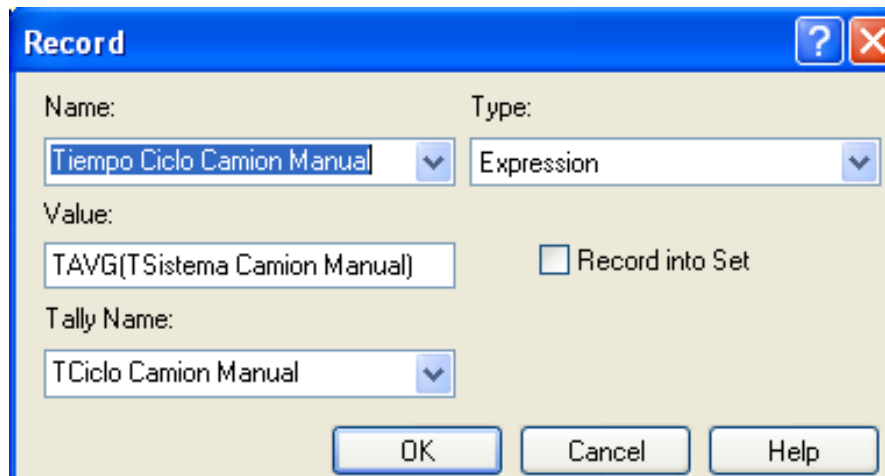 Record
Name: Type:
Tiempo Ciclo Camion Manual Expression
Value:
TAVG(TSistema Camion Manual) Record into Set
Tally Name:
TCiclo Camion Manual
OK Cancel Help